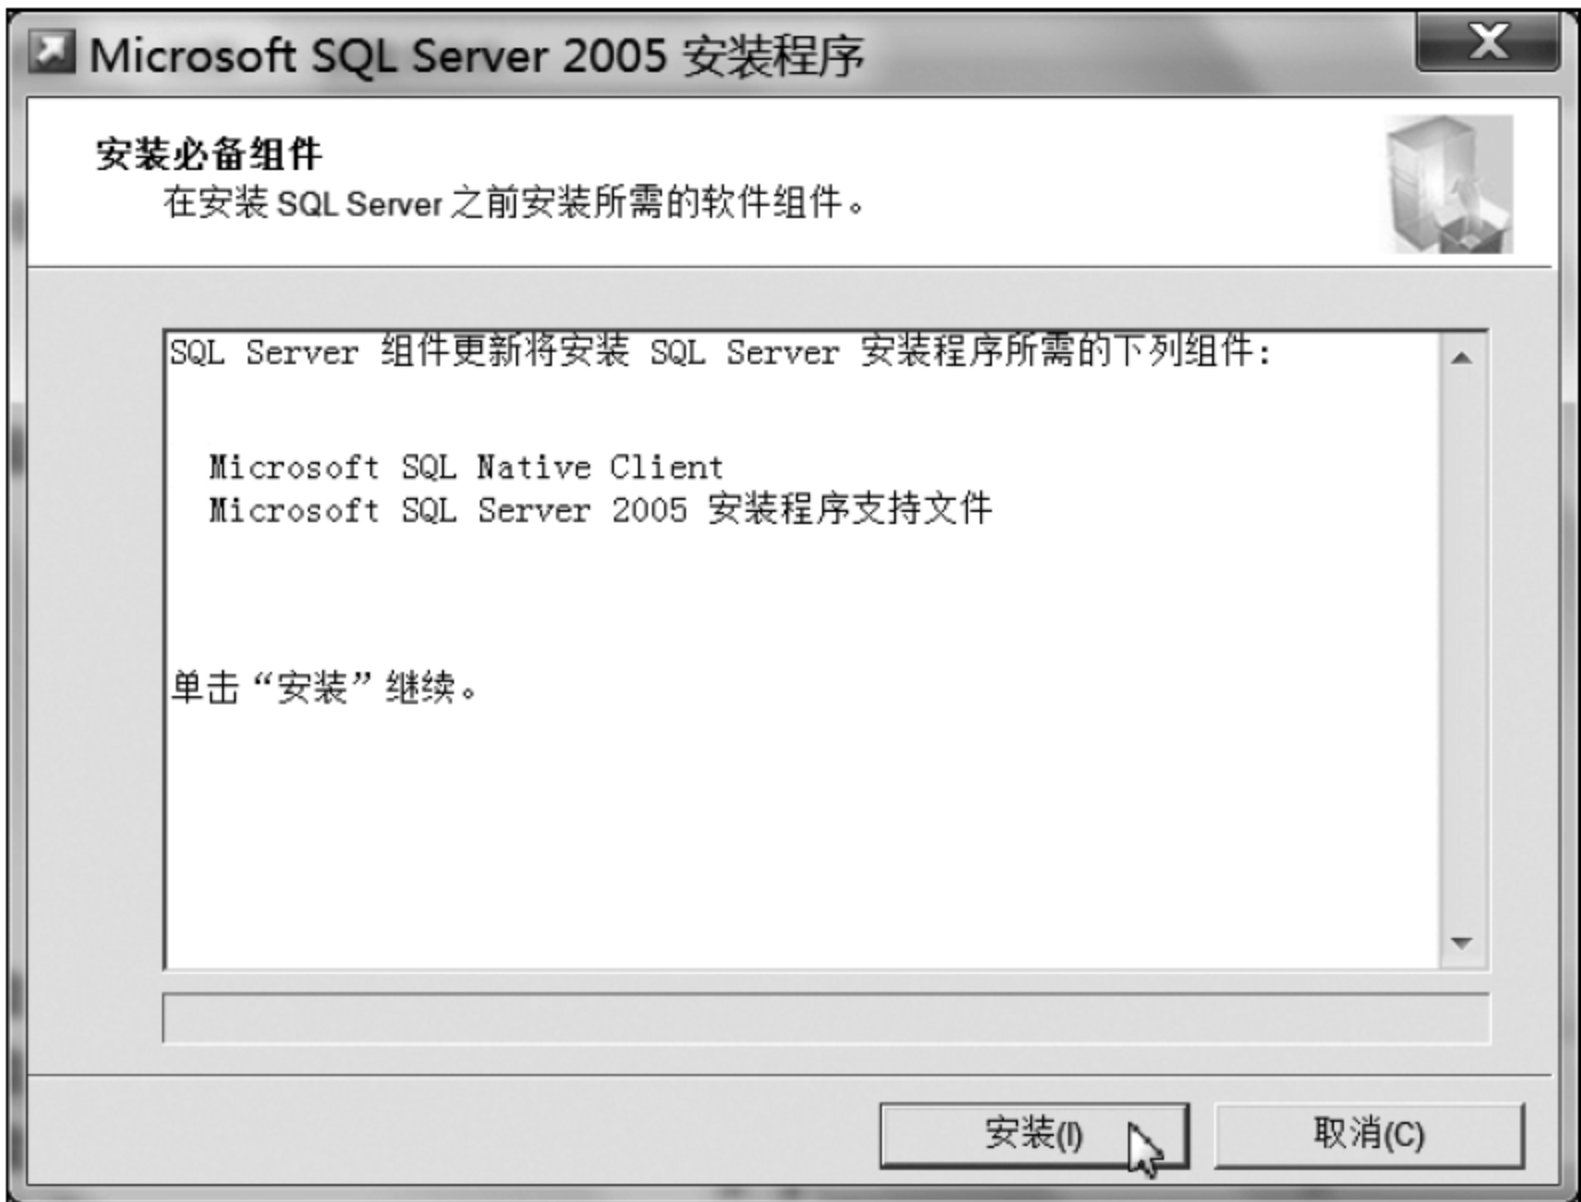 Microsoft SQL Server 2005 安装程序
安装必备组件
在安装 SQL Server 之前安装所需的软件组件。
SQL Server 组件更新将安装 SQL Server 安装程序所需的下列组件:
Microsoft SQL Native Client
Microsoft SQL Server 2005 安装程序支持文件
单击“安装”继续。
安装(I)
取消(C)